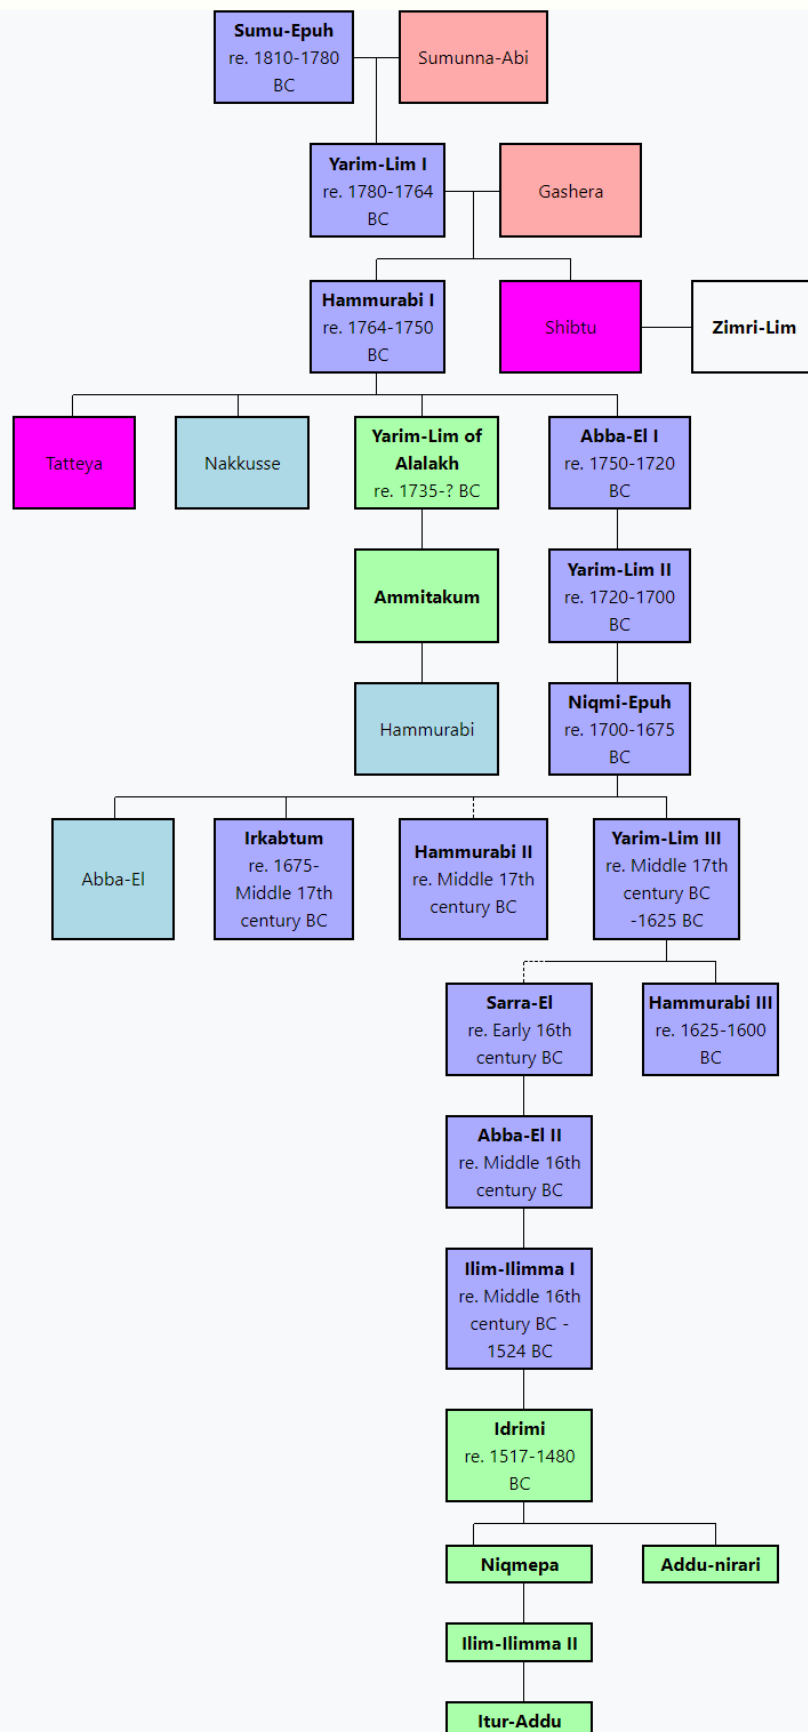 Sumu-Epuh
re. 1810-1780
BC
Sumunna-Abi
Yarim-Lim I
re. 1780-1764
BC
Gashera
Hammurabi I
re. 1764-1750
BC
Shibtu
Zimri-Lim
Tatteya
Nakkusse
Yarim-Lim of
Alalakh
re. 1735-? BC
Abba-El I
re. 1750-1720
BC
Ammitakum
Yarim-Lim II
re. 1720-1700
BC
Hammurabi
Niqmi-Epuh
re. 1700-1675
BC
Abba-El
Irkabtum
re. 1675-
Middle 17th
century BC
Hammurabi II
re. Middle 17th
century BC
Yarim-Lim III
re. Middle 17th
century BC
-1625 BC
Sarra-El
re. Early 16th
century BC
Hammurabi III
re. 1625-1600
BC
Abba-El II
re. Middle 16th
century BC
Ilim-Ilimma I
re. Middle 16th
century BC -
1524 BC
Idrimi
re. 1517-1480
BC
Niqmepa
Addu-nirari
Ilim-Ilimma II
Itur-Addu